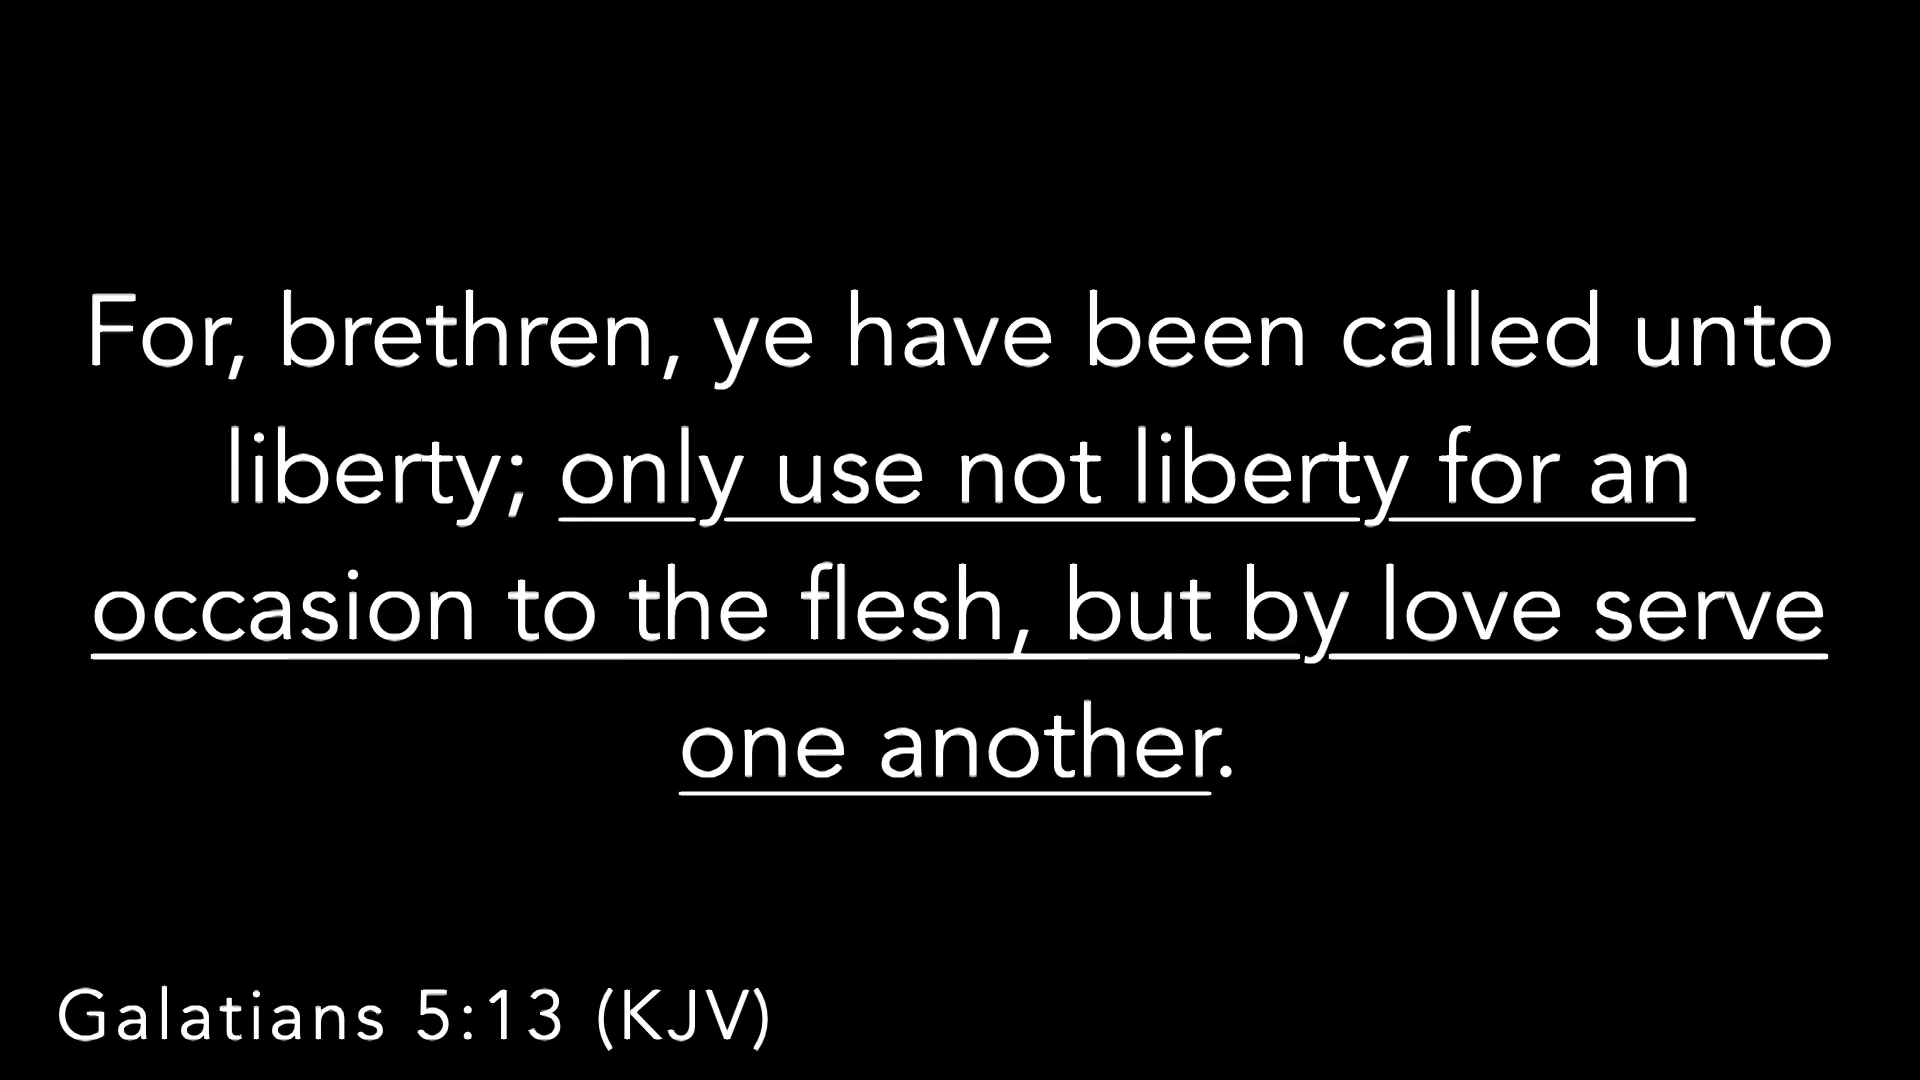 For, brethren, ye have been called unto
liberty; only use not liberty for an
occasion to the flesh, but by love serve
one another.
Galatians 5:13 (KJV)